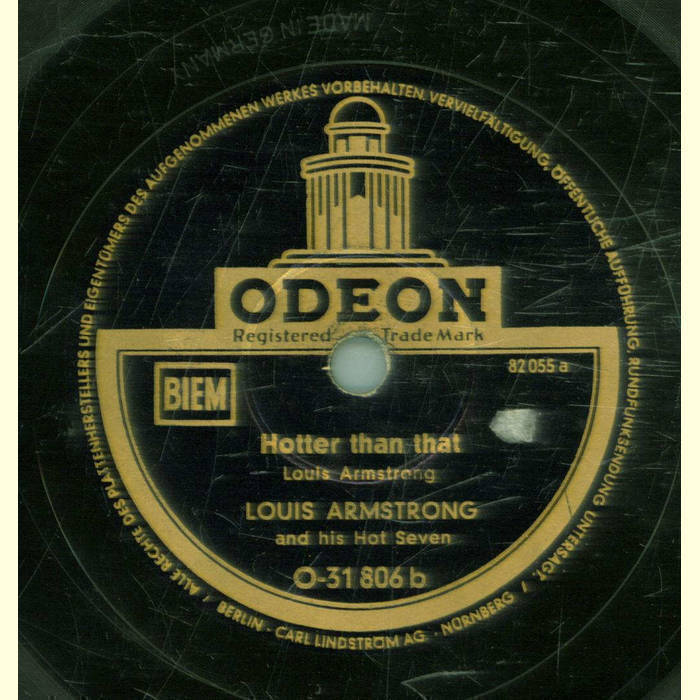 MADE IN GERMANY
/ ALLE RECHTE DES PLATTENHERSTELLERS UND EIGENTÜMERS DES AUFGENOMMENEN WERKES VORBEHALTEN. VERVIELFÄLTIGUNG, ÖFFENTLICHE AUFFÜHRUNG, RUNDFUNKSENDUNG UNTERSAGT. /
ODEON
Registered Trade Mark
82055 a
BIEM
Hotter than that
Louis Armstrong
LOUIS ARMSTRONG
and his Hot Seven
O-31 806 b
BERLIN · CARL LINDSTRÖM AG · NÜRNBERG